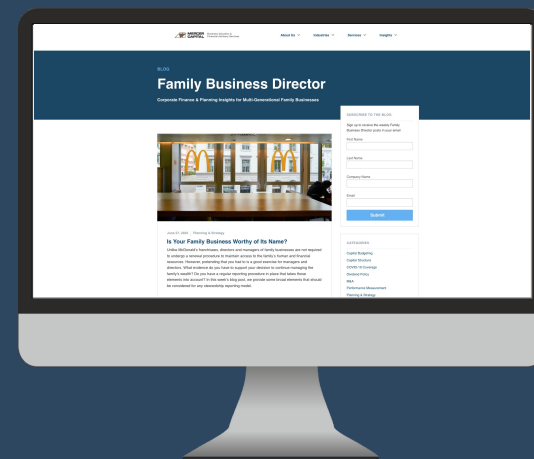 MERCER CAPITAL
Business Valuation & Financial Advisory Services
About Us Industries Services Insights
BLOG
Family Business Director
Corporate Finance & Planning Insights for Multi-Generational Family Businesses
SUBSCRIBE TO THE BLOG
Sign up to receive the weekly Family
Business Director posts in your email
First Name
Last Name
Company Name
Email
Submit
June 21, 2022 Planning & Strategy
Is Your Family Business Worthy of Its Name?
Unlike McDonald's franchisees, directors and managers of family businesses are not required
to undergo a renewal procedure to maintain access to the family's human and financial
resources. However, pretending that you had to is a good exercise for managers and
directors. What evidence do you have to support your decision to continue managing the
family's wealth? Do you have a regular reporting procedure in place that takes these
elements into account? In this week's blog post, we provide some broad elements that should
be considered for any stewardship reporting model.
CATEGORIES
Capital Budgeting
Capital Structure
COVID-19 Coverage
Dividend Policy
M&A
Performance Measurement
Planning & Strategy